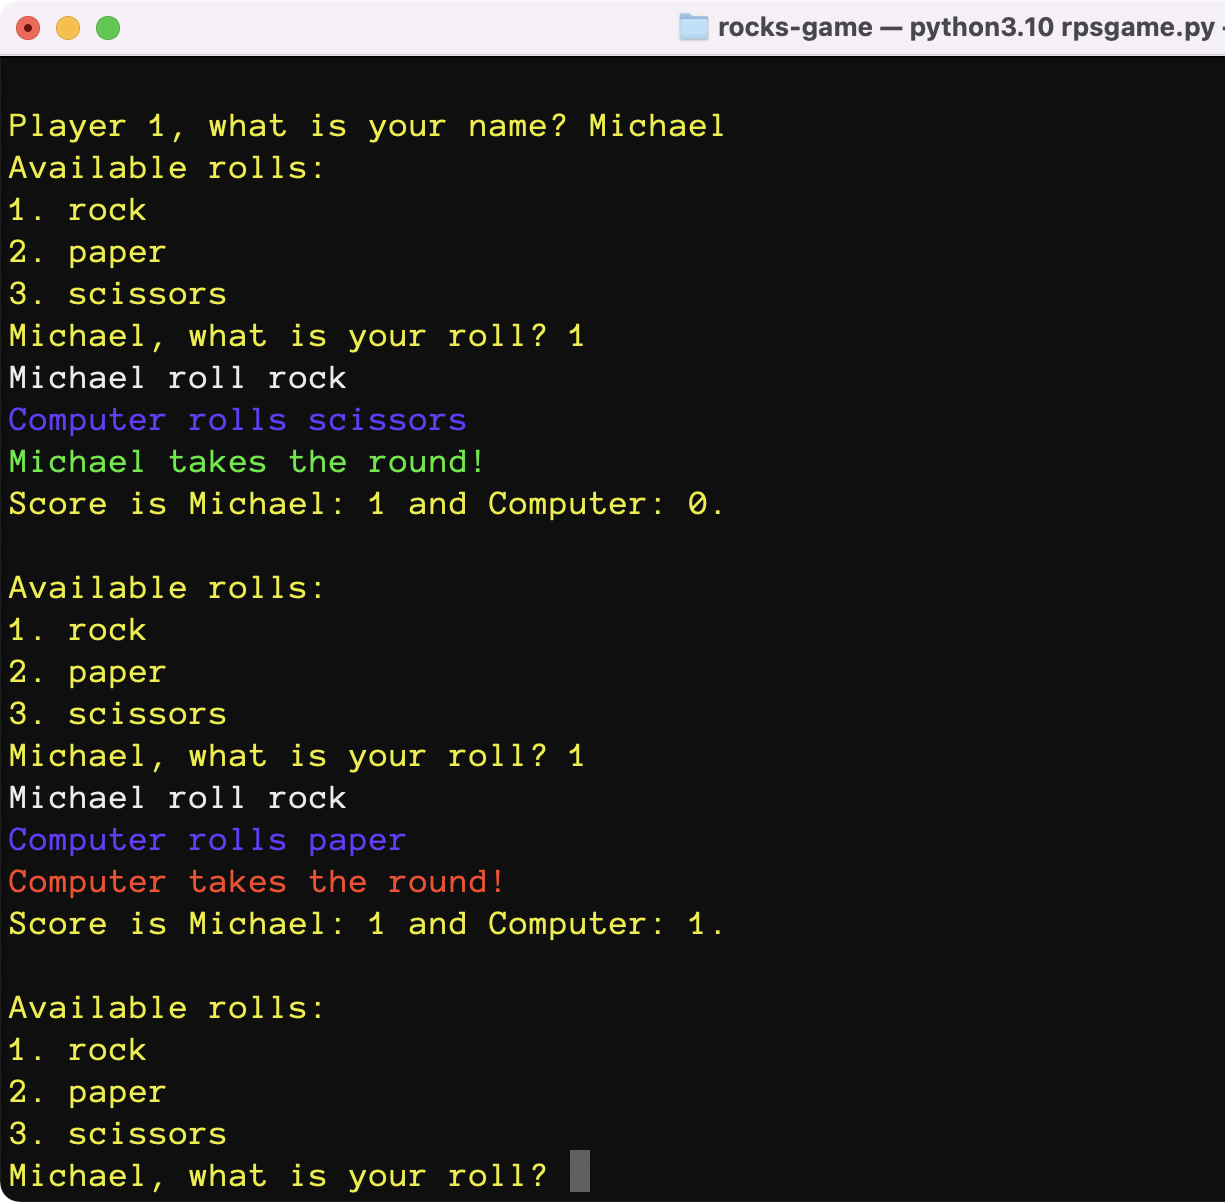 rocks-game — python3.10 rpsgame.py
Player 1, what is your name? Michael
Available rolls:
1. rock
2. paper
3. scissors
Michael, what is your roll? 1
Michael roll rock
Computer rolls scissors
Michael takes the round!
Score is Michael: 1 and Computer: 0.
Available rolls:
1. rock
2. paper
3. scissors
Michael, what is your roll? 1
Michael roll rock
Computer rolls paper
Computer takes the round!
Score is Michael: 1 and Computer: 1.
Available rolls:
1. rock
2. paper
3. scissors
Michael, what is your roll?